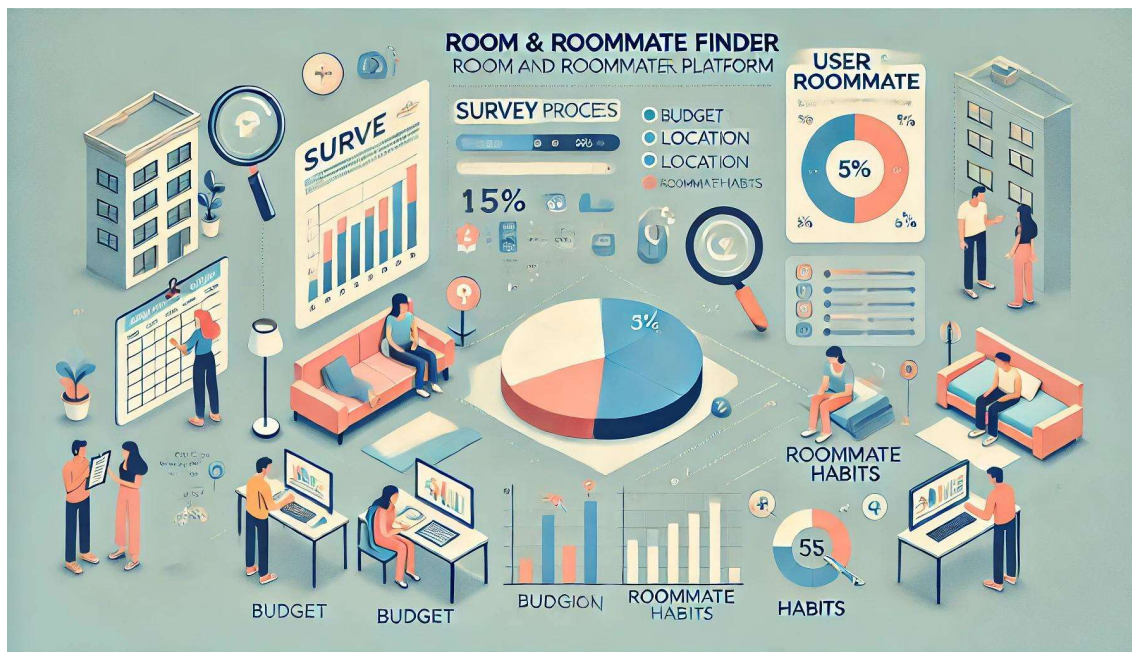 ROOM & ROOMMATE FINDER
ROOM AND ROOMMATER PLATFORM
SURVE
SURVEY PROCES
BUDGET
LOCATION
LOCATION
15%
USER
ROOMMATE
5%
3%
ROOMMATE
HABITS
BUDGET
BUDGET
BUDGION
ROOMMATE
HABITS
55
HABITS